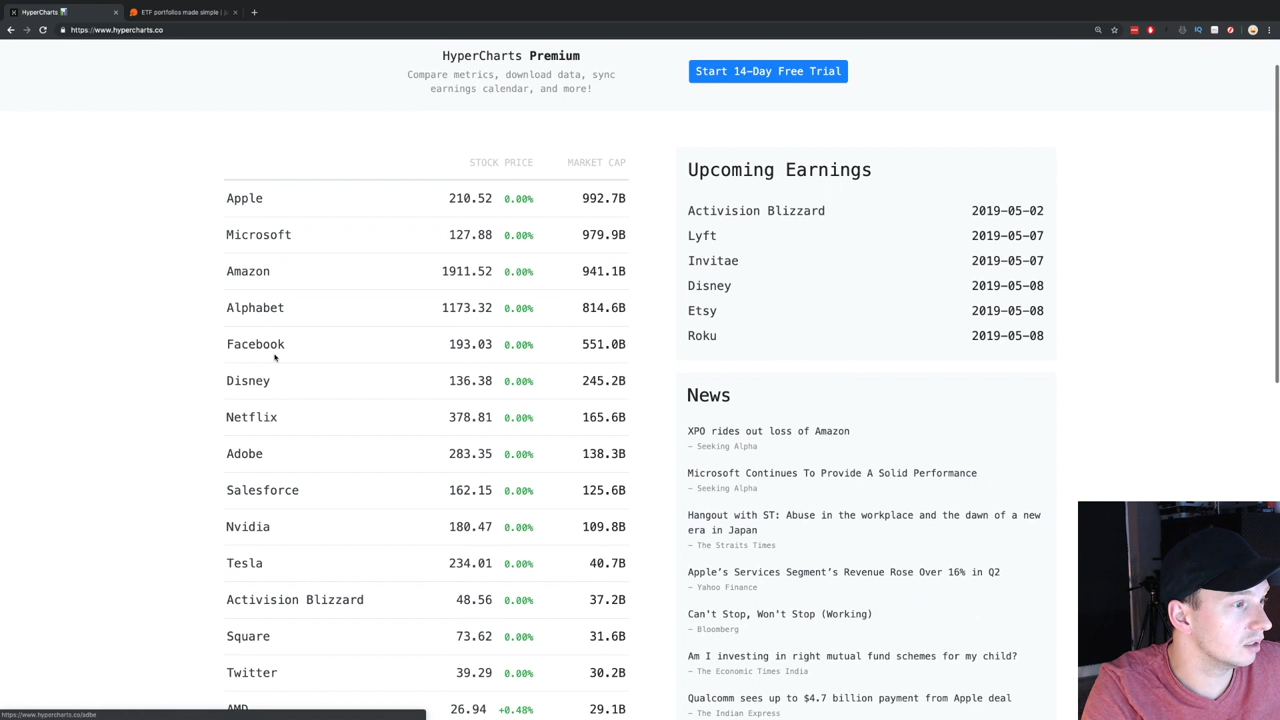 HyperCharts
ETF portfolios made simple |
https://www.hypercharts.co
HyperCharts Premium
Compare metrics, download data, sync
earnings calendar, and more!
Start 14-Day Free Trial
STOCK PRICE MARKET CAP
Apple 210.52 0.00% 992.7B
Microsoft 127.88 0.00% 979.9B
Amazon 1911.52 0.00% 941.1B
Alphabet 1173.32 0.00% 814.6B
Facebook 193.03 0.00% 551.0B
Disney 136.38 0.00% 245.2B
Netflix 378.81 0.00% 165.6B
Adobe 283.35 0.00% 138.3B
Salesforce 162.15 0.00% 125.6B
Nvidia 180.47 0.00% 109.8B
Tesla 234.01 0.00% 40.7B
Activision Blizzard 48.56 0.00% 37.2B
Square 73.62 0.00% 31.6B
Twitter 39.29 0.00% 30.2B
AMD 26.94 +0.48% 29.1B
Upcoming Earnings
Activision Blizzard 2019-05-02
Lyft 2019-05-07
Invitae 2019-05-07
Disney 2019-05-08
Etsy 2019-05-08
Roku 2019-05-08
News
XPO rides out loss of Amazon
– Seeking Alpha
Microsoft Continues To Provide A Solid Performance
– Seeking Alpha
Hangout with ST: Abuse in the workplace and the dawn of a new
era in Japan
– The Straits Times
Apple’s Services Segment’s Revenue Rose Over 16% in Q2
– Yahoo Finance
Can't Stop, Won't Stop (Working)
– Bloomberg
Am I investing in right mutual fund schemes for my child?
– The Economic Times India
Qualcomm sees up to $4.7 billion payment from Apple deal
– The Indian Express
https://www.hypercharts.co/adbe